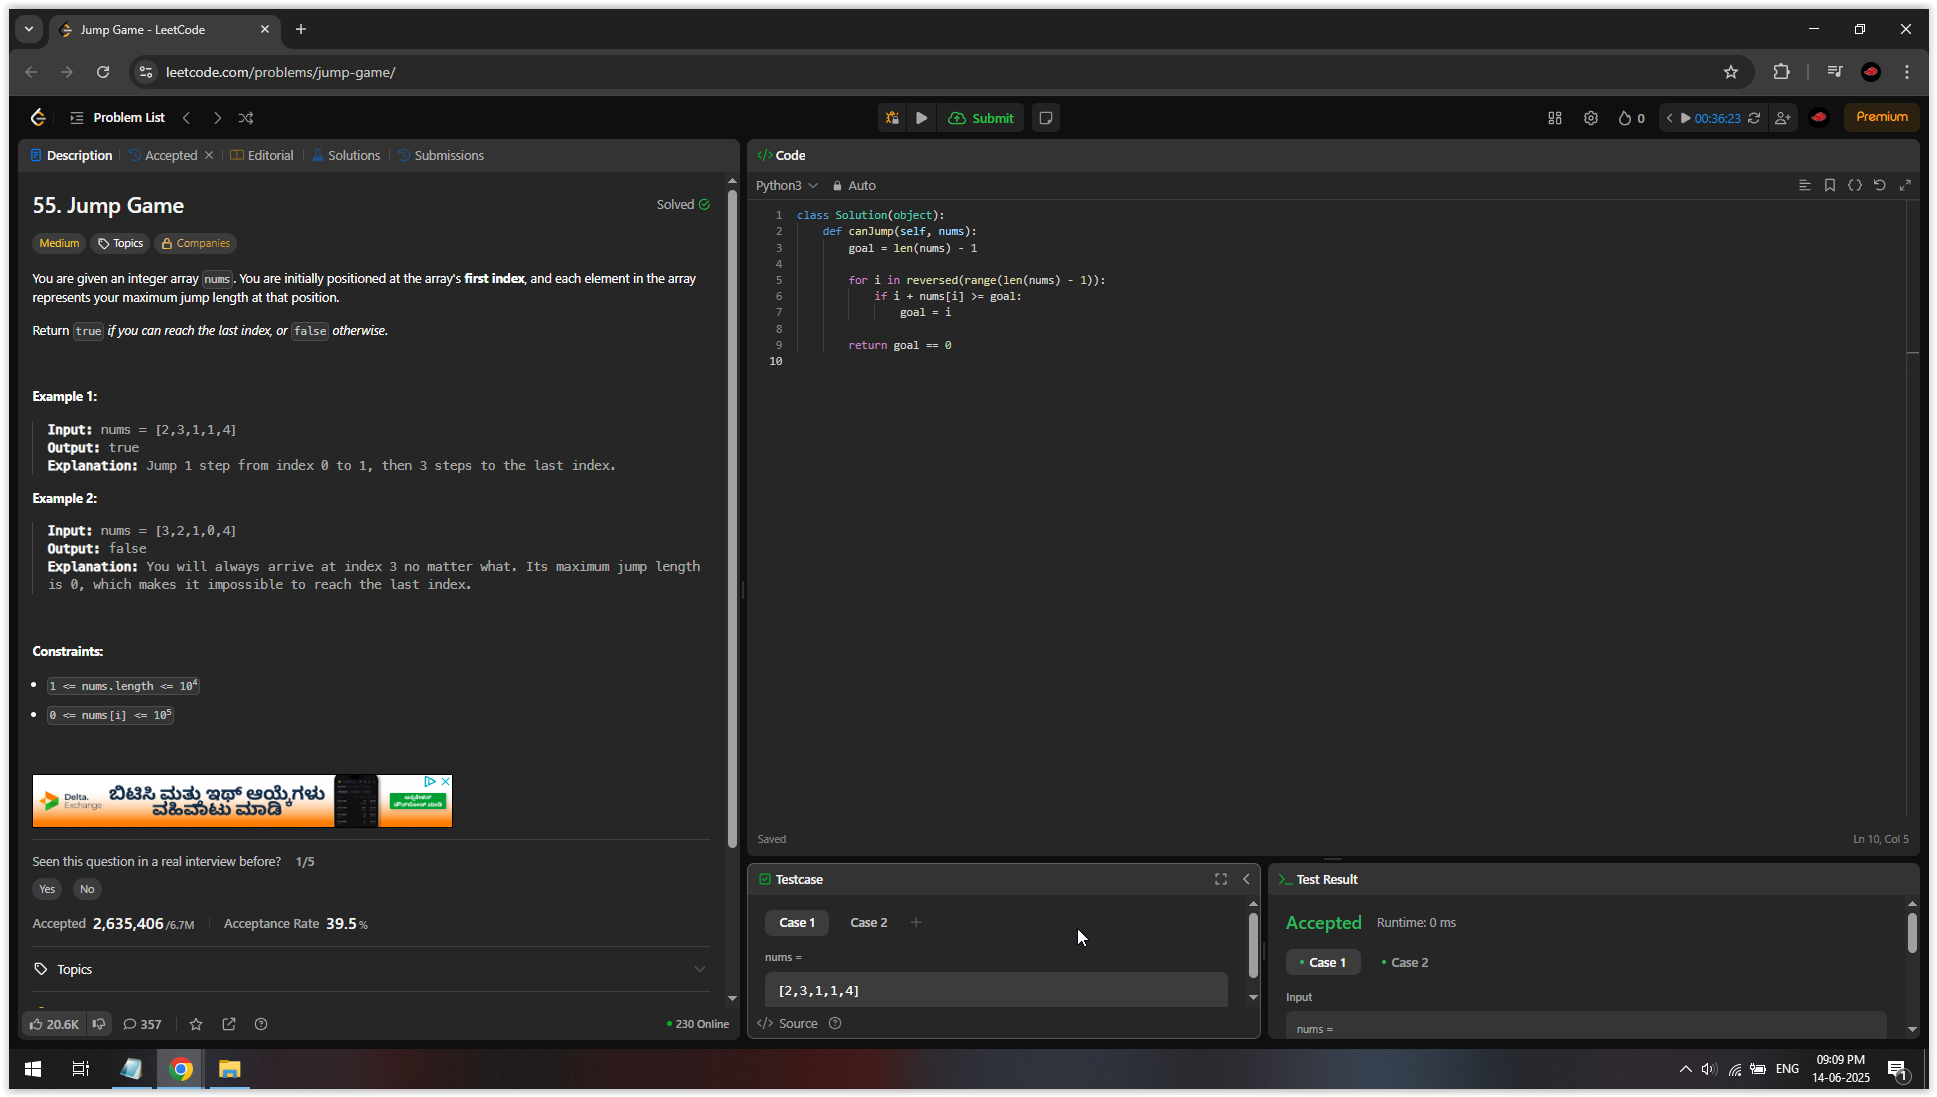 Jump Game - LeetCode
leetcode.com/problems/jump-game/
Problem List
Submit
0
00:36:23
Premium
Description
Accepted
Editorial
Solutions
Submissions
55. Jump Game
Solved
Medium
Topics
Companies
You are given an integer array nums. You are initially positioned at the array's first index, and each element in the array
represents your maximum jump length at that position.
Return true if you can reach the last index, or false otherwise.
Example 1:
Input: nums = [2,3,1,1,4]
Output: true
Explanation: Jump 1 step from index 0 to 1, then 3 steps to the last index.
Example 2:
Input: nums = [3,2,1,0,4]
Output: false
Explanation: You will always arrive at index 3 no matter what. Its maximum jump length
is 0, which makes it impossible to reach the last index.
Constraints:
1 <= nums.length <= 10⁴
0 <= nums[i] <= 10⁵
Delta.
Exchange
ಬಿಟಿಸಿ ಮತ್ತು ಇಥ್ ಆಯ್ಕೆಗಳು
ವಹಿವಾಟು ಮಾಡಿ
Seen this question in a real interview before? 1/5
Yes
No
Accepted 2,635,406/6.7M
Acceptance Rate 39.5%
Topics
20.6K
357
230 Online
Code
Python3
Auto
1 class Solution(object):
2 def canJump(self, nums):
3 goal = len(nums) - 1
4
5 for i in reversed(range(len(nums) - 1)):
6 if i + nums[i] >= goal:
7 goal = i
8
9 return goal == 0
10
Saved
Ln 10, Col 5
Testcase
Case 1
Case 2
nums =
[2,3,1,1,4]
Source
Test Result
Accepted
Runtime: 0 ms
Case 1
Case 2
Input
nums =
ENG
09:09 PM
14-06-2025
1